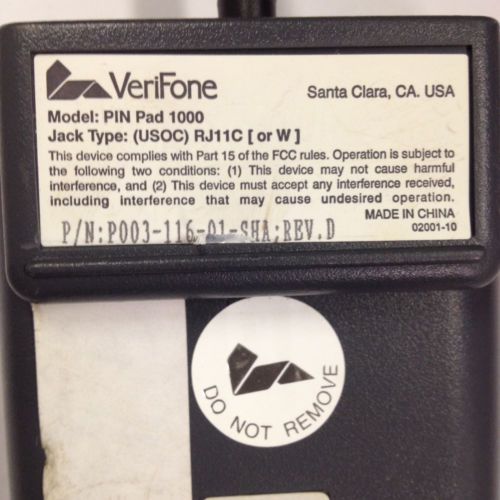 VeriFone
Santa Clara, CA. USA
Model: PIN Pad 1000
Jack Type: (USOC) RJ11C [ or W ]
This device complies with Part 15 of the FCC rules. Operation is subject to
the following two conditions: (1) This device may not cause harmful
interference, and (2) This device must accept any interference received,
including interference that may cause undesired operation.
MADE IN CHINA
P/N:P003-116-01-SHA;REV.D
02001-10
DO NOT REMOVE